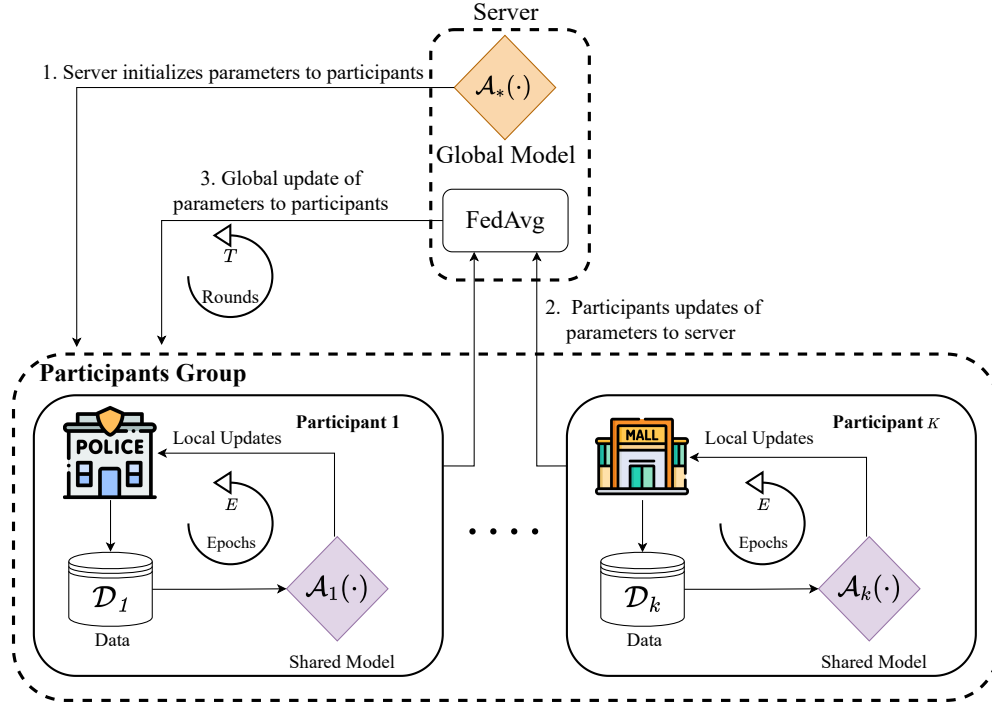 Server
1. Server initializes parameters to participants
𝒜∗(·)
Global Model
3. Global update of
parameters to participants
FedAvg
T
Rounds
2. Participants updates of
parameters to server
Participants Group
Participant 1
POLICE
Local Updates
E
Epochs
𝒟1
Data
𝒜1(·)
Shared Model
Participant K
MALL
Local Updates
E
Epochs
𝒟k
Data
𝒜k(·)
Shared Model